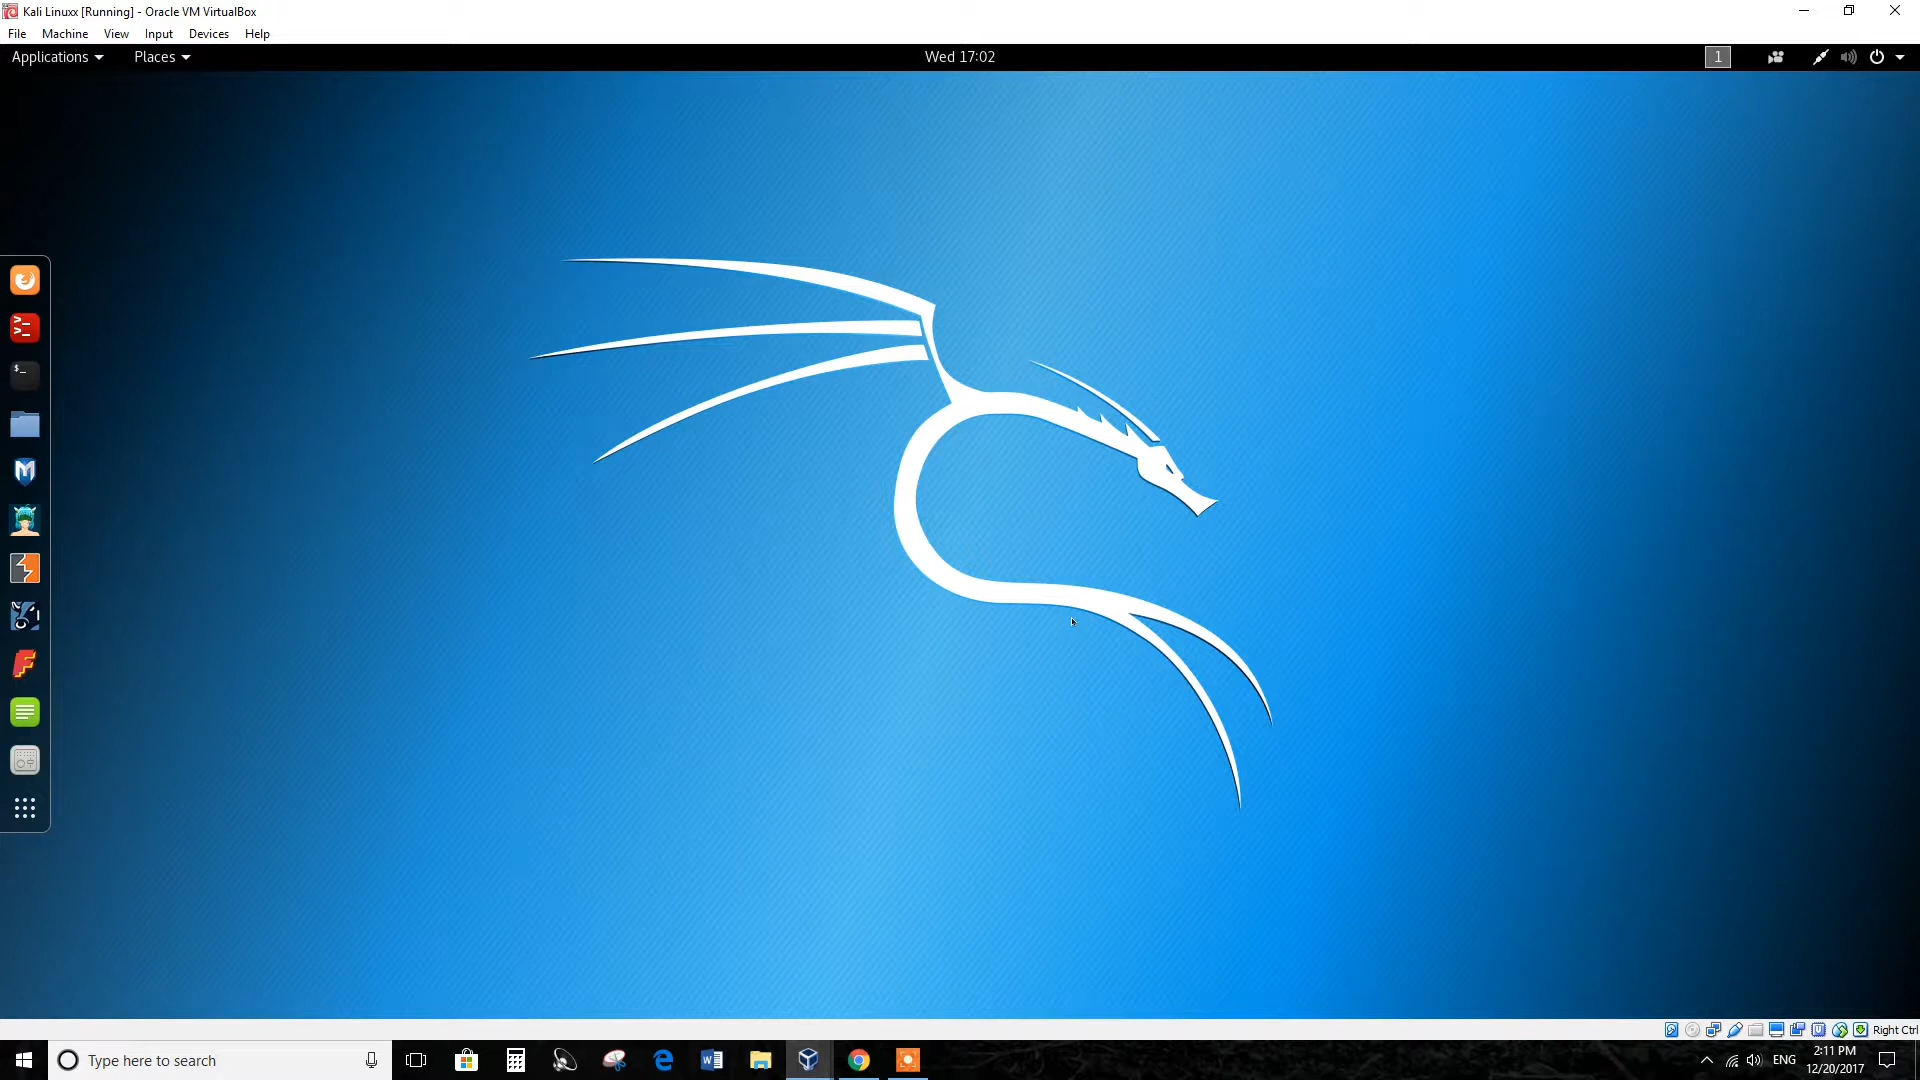 Kali Linuxx [Running] - Oracle VM VirtualBox
File Machine View Input Devices Help
Applications Places Wed 17:02 1
Right Ctrl
Type here to search
ENG
2:11 PM
12/20/2017